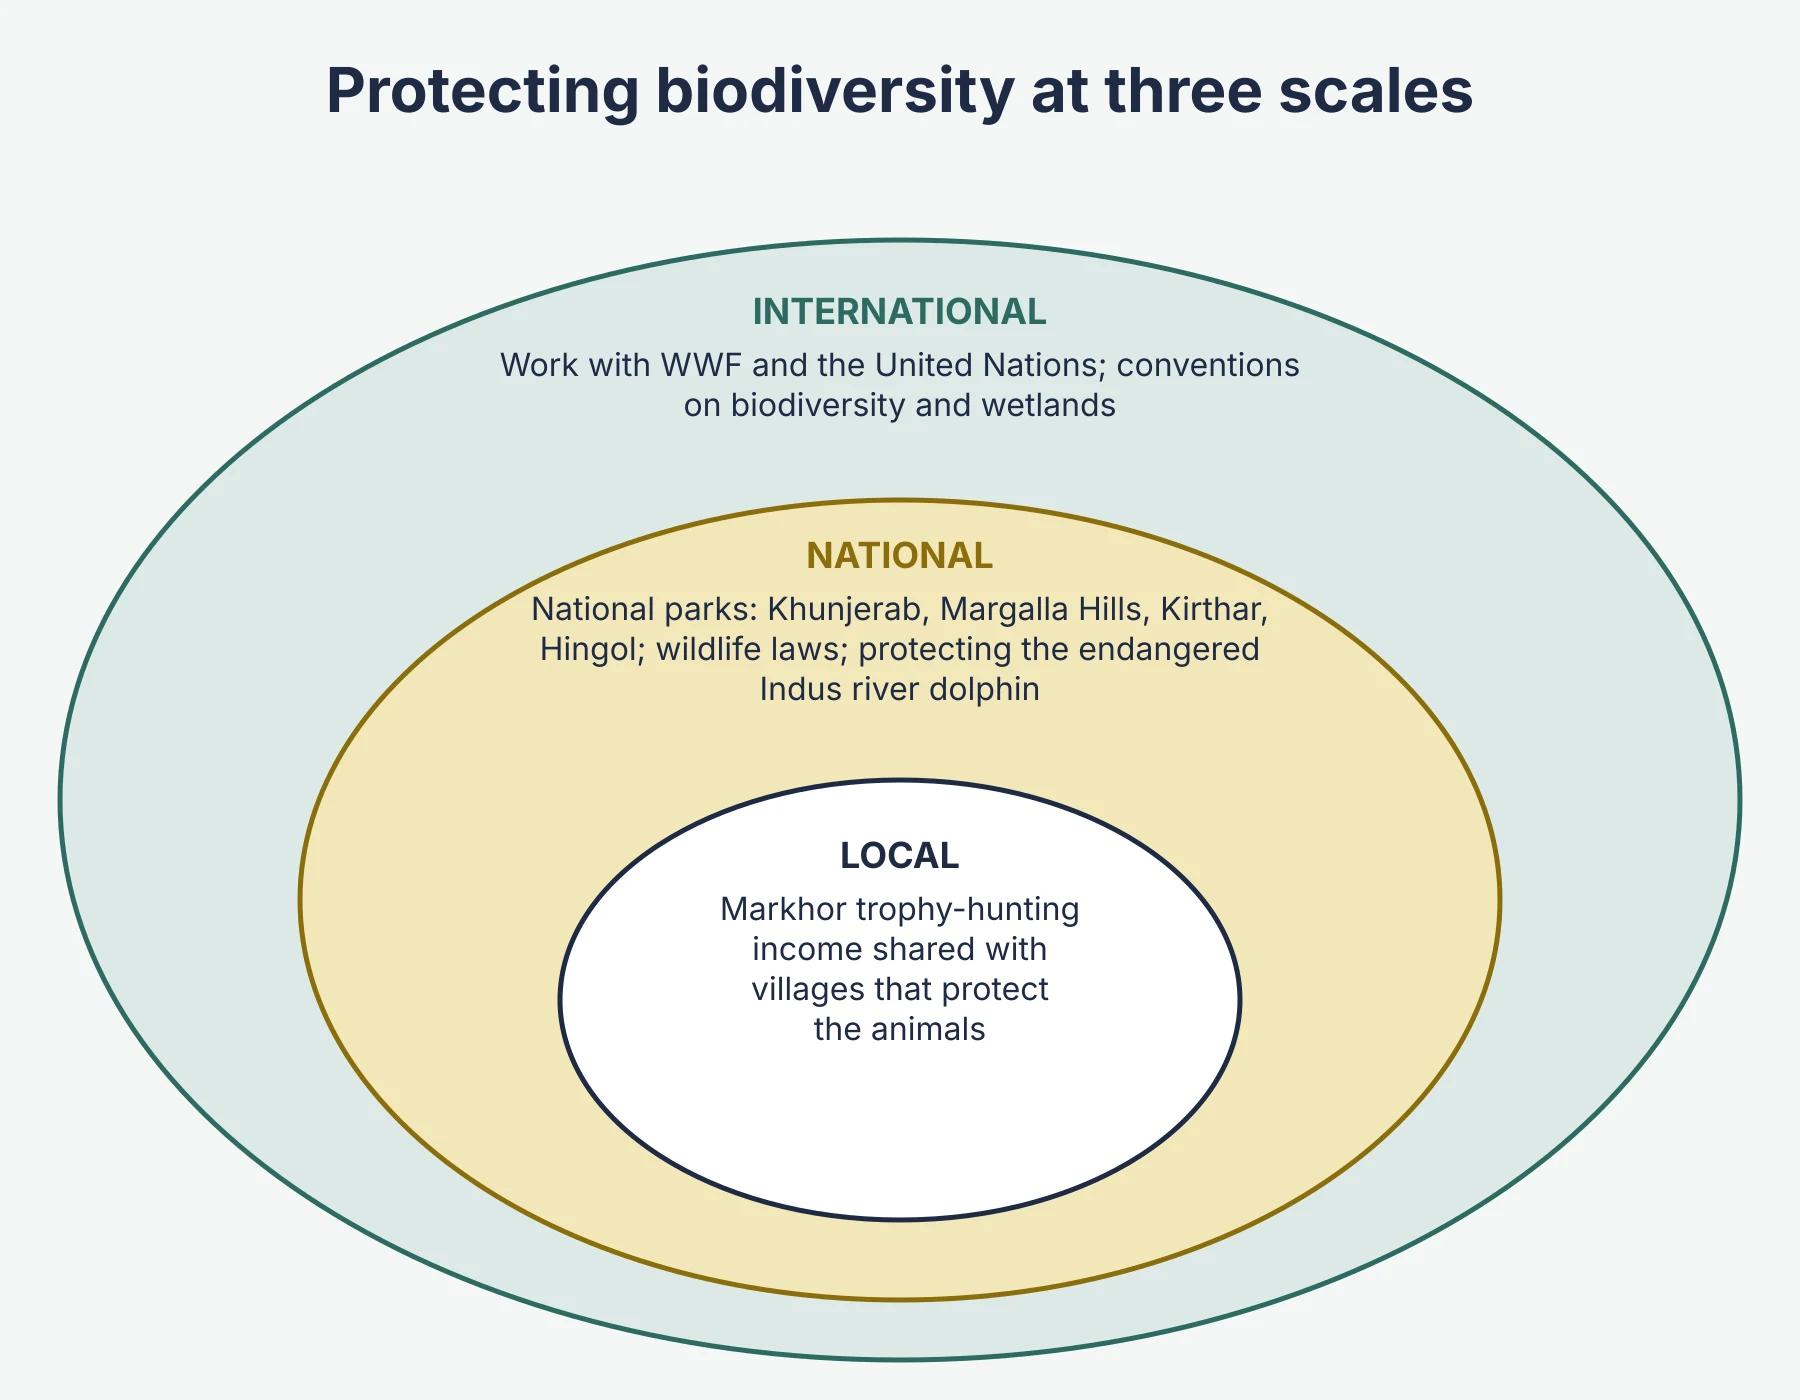 Protecting biodiversity at three scales
INTERNATIONAL
Work with WWF and the United Nations; conventions
on biodiversity and wetlands
NATIONAL
National parks: Khunjerab, Margalla Hills, Kirthar,
Hingol; wildlife laws; protecting the endangered
Indus river dolphin
LOCAL
Markhor trophy-hunting
income shared with
villages that protect
the animals